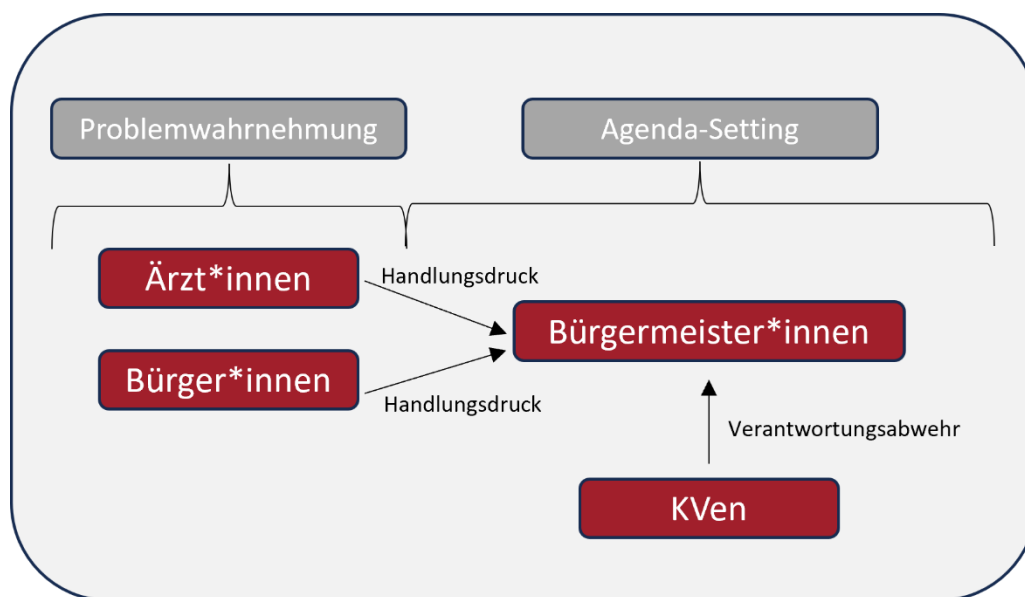 Problemwahrnehmung
Agenda-Setting
Ärzt*innen
Handlungsdruck
Bürgermeister*innen
Bürger*innen
Handlungsdruck
Verantwortungsabwehr
KVen